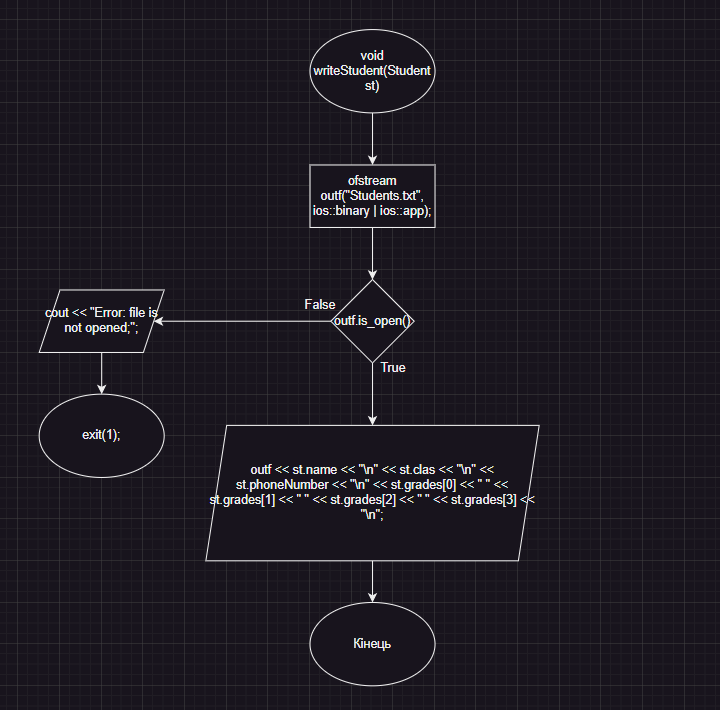 void
writeStudent(Student
st)
ofstream
outf("Students.txt",
ios::binary | ios::app);
False
outf.is_open()
cout << "Error: file is
not opened;";
True
exit(1);
outf << st.name << "\n" << st.clas << "\n" <<
st.phoneNumber << "\n" << st.grades[0] << " " <<
st.grades[1] << " " << st.grades[2] << " " << st.grades[3] <<
"\n";
Кінець